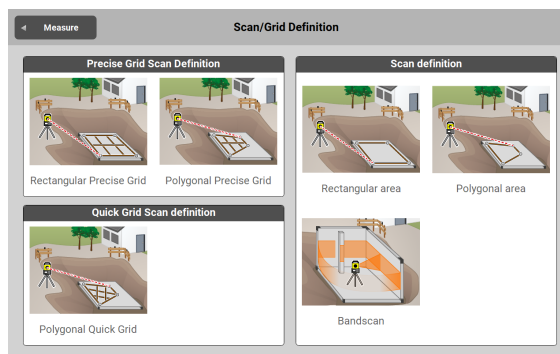 Measure
Scan/Grid Definition
Precise Grid Scan Definition
Rectangular Precise Grid
Polygonal Precise Grid
Quick Grid Scan definition
Polygonal Quick Grid
Scan definition
Rectangular area
Polygonal area
Bandscan